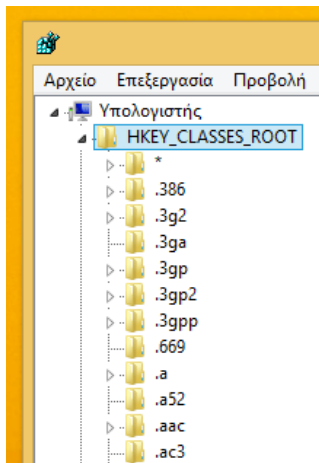 Αρχείο Επεξεργασία Προβολή
Υπολογιστής
HKEY_CLASSES_ROOT
*
.386
.3g2
.3ga
.3gp
.3gp2
.3gpp
.669
.a
.a52
.aac
.ac3